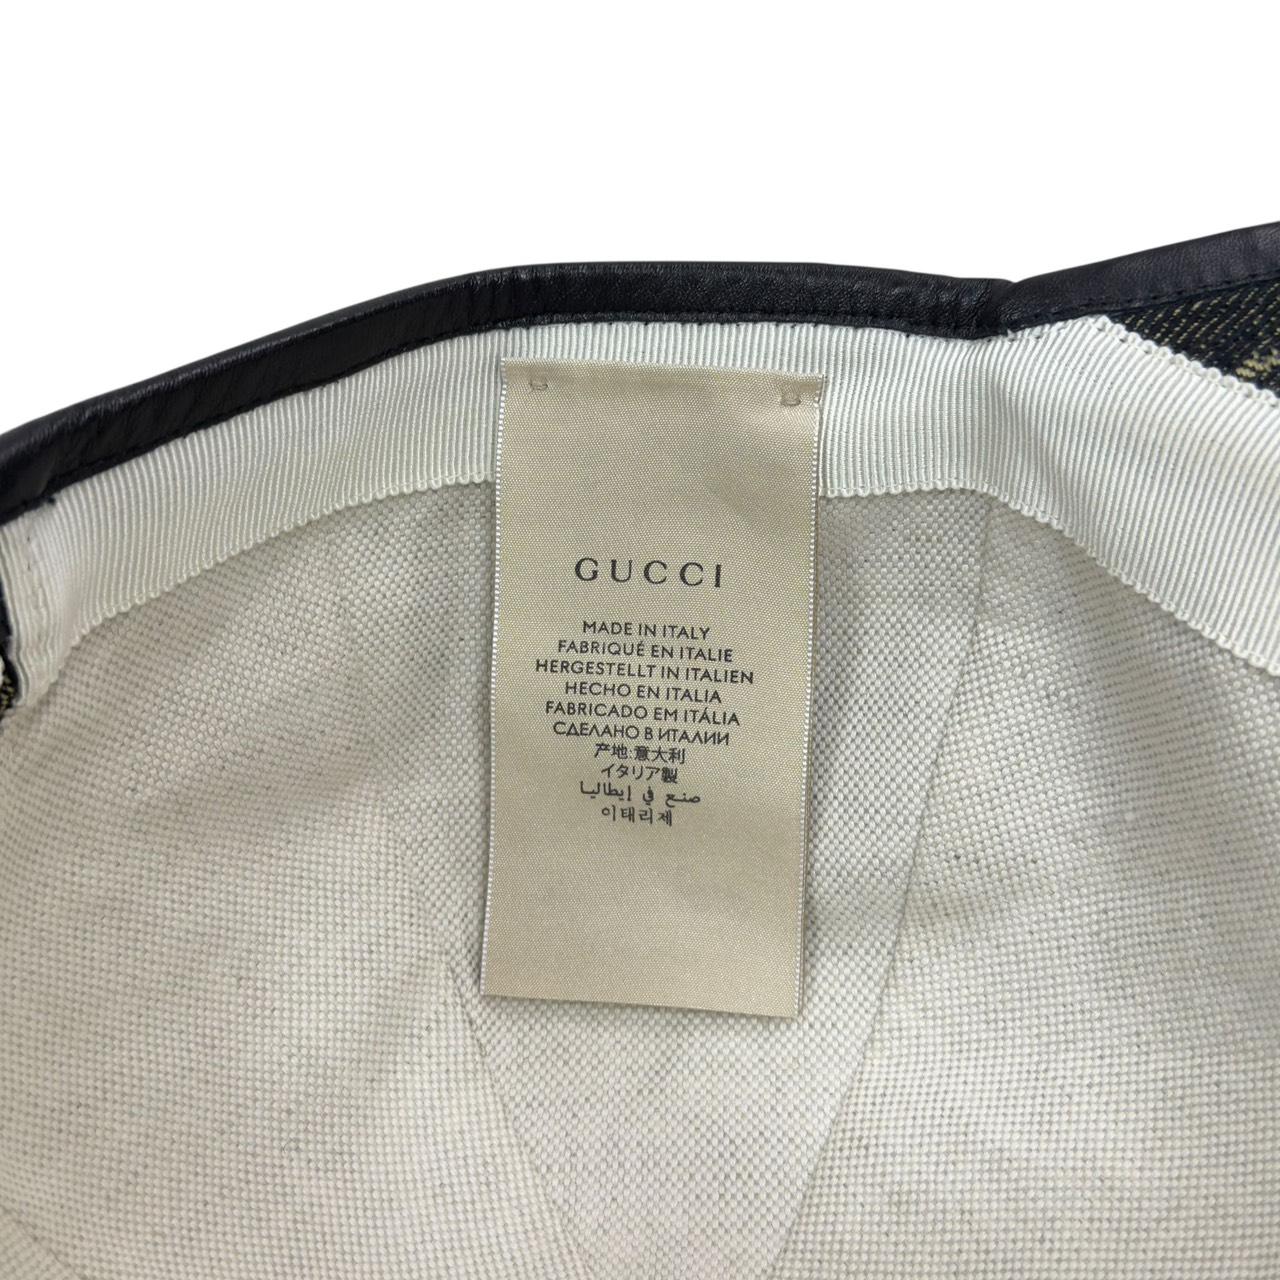 GUCCI
MADE IN ITALY
FABRIQUÉ EN ITALIE
HERGESTELLT IN ITALIEN
HECHO EN ITALIA
FABRICADO EM ITÁLIA
СДЕЛАНО В ИТАЛИИ
产地:意大利
イタリア製
صنع في إيطاليا
이태리제